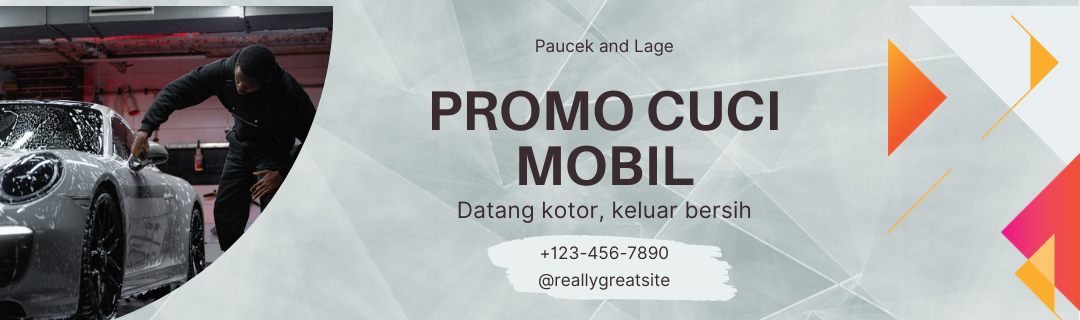 Paucek and Lage
PROMO CUCI
MOBIL
Datang kotor, keluar bersih
+123-456-7890
@reallygreatsite